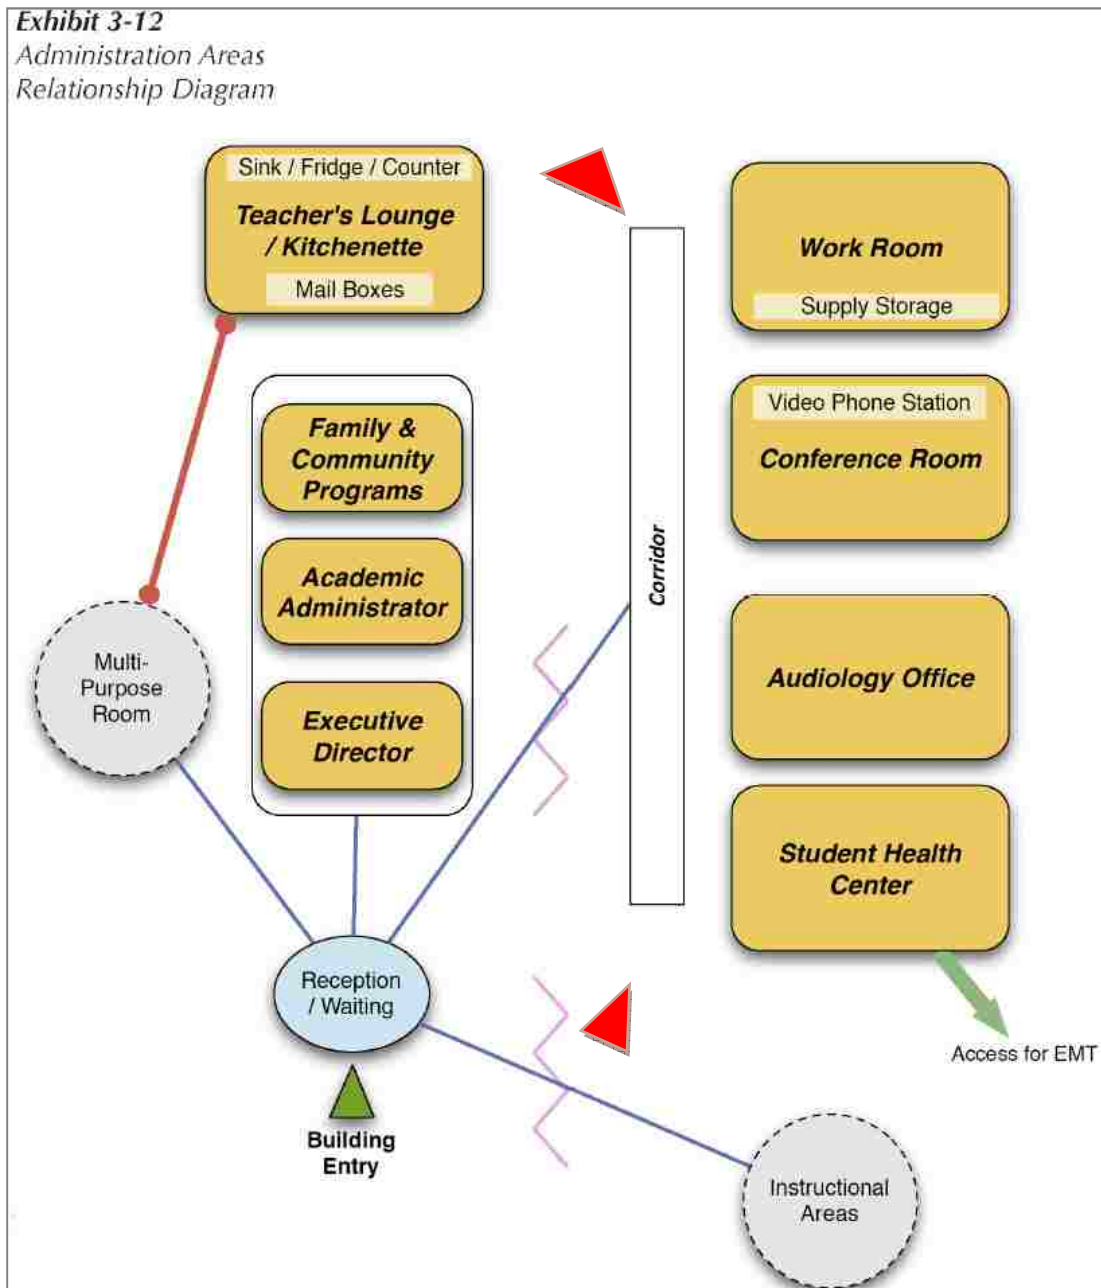 Exhibit 3-12
Administration Areas
Relationship Diagram
Sink / Fridge / Counter
Teacher's Lounge
/ Kitchenette
Mail Boxes
Work Room
Supply Storage
Family &
Community
Programs
Video Phone Station
Conference Room
Corridor
Academic
Administrator
Multi-
Purpose
Room
Executive
Director
Audiology Office
Student Health
Center
Reception
/ Waiting
Access for EMT
Building
Entry
Instructional
Areas